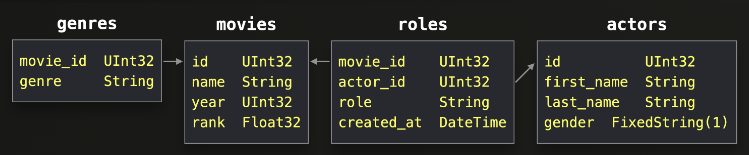 genres
movie_id UInt32
genre String
movies
id UInt32
name String
year UInt32
rank Float32
roles
movie_id UInt32
actor_id UInt32
role String
created_at DateTime
actors
id UInt32
first_name String
last_name String
gender FixedString(1)